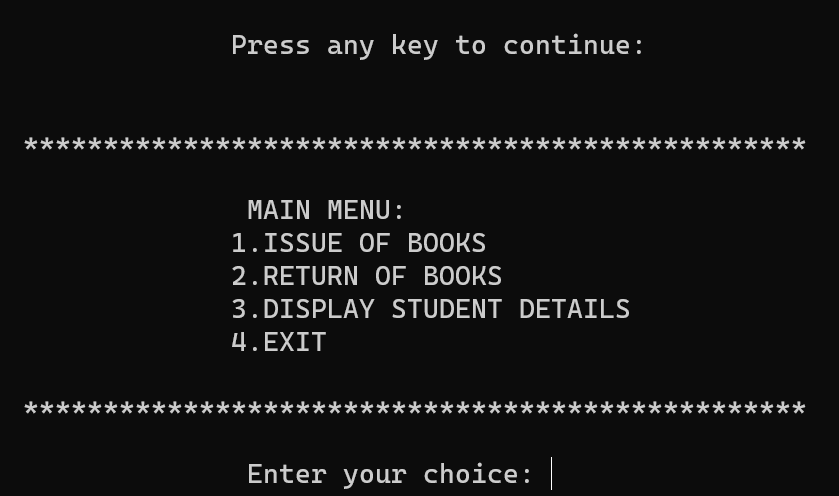 Press any key to continue:
*************************************************
MAIN MENU:
1.ISSUE OF BOOKS
2.RETURN OF BOOKS
3.DISPLAY STUDENT DETAILS
4.EXIT
*************************************************
Enter your choice: